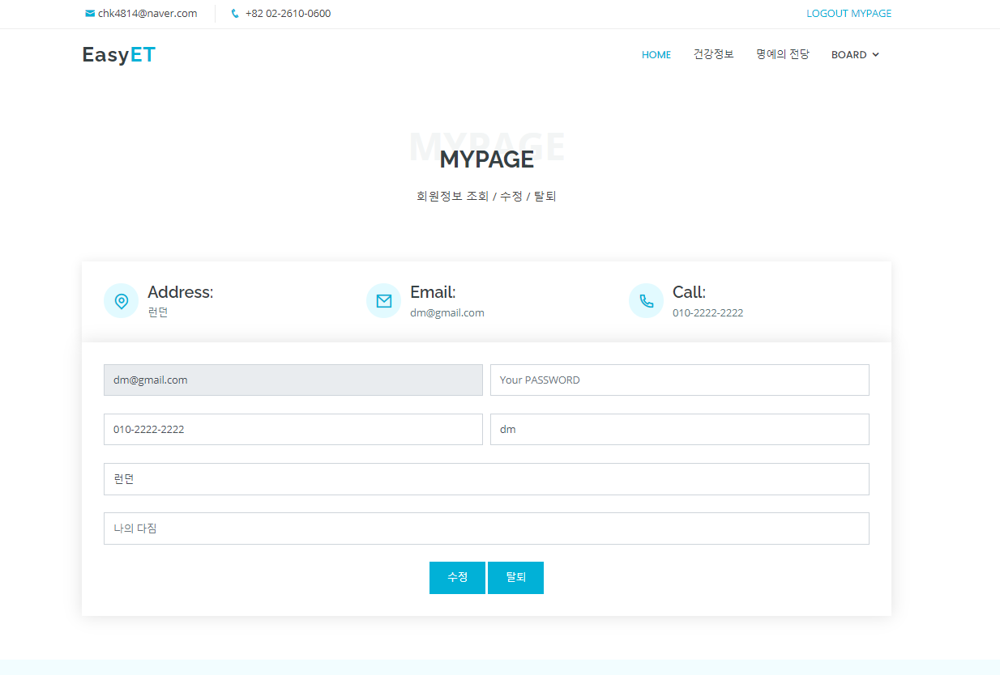 chk4814@naver.com +82 02-2610-0600 LOGOUT MYPAGE
EasyET HOME 건강정보 명예의 전당 BOARD
MYPAGE
MYPAGE
회원정보 조회 / 수정 / 탈퇴
Address: Email: Call:
런던 dm@gmail.com 010-2222-2222
dm@gmail.com Your PASSWORD
010-2222-2222 dm
런던
나의 다짐
수정 탈퇴